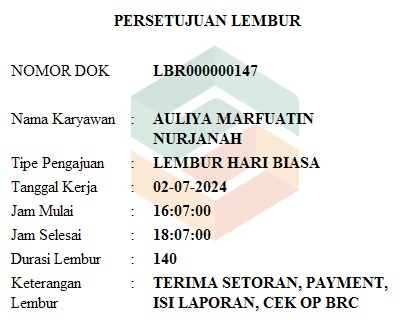 PERSETUJUAN LEMBUR
NOMOR DOK LBR000000147
Nama Karyawan : AULIYA MARFUATIN
NURJANAH
Tipe Pengajuan : LEMBUR HARI BIASA
Tanggal Kerja : 02-07-2024
Jam Mulai : 16:07:00
Jam Selesai : 18:07:00
Durasi Lembur : 140
Keterangan : TERIMA SETORAN, PAYMENT,
Lembur ISI LAPORAN, CEK OP BRC